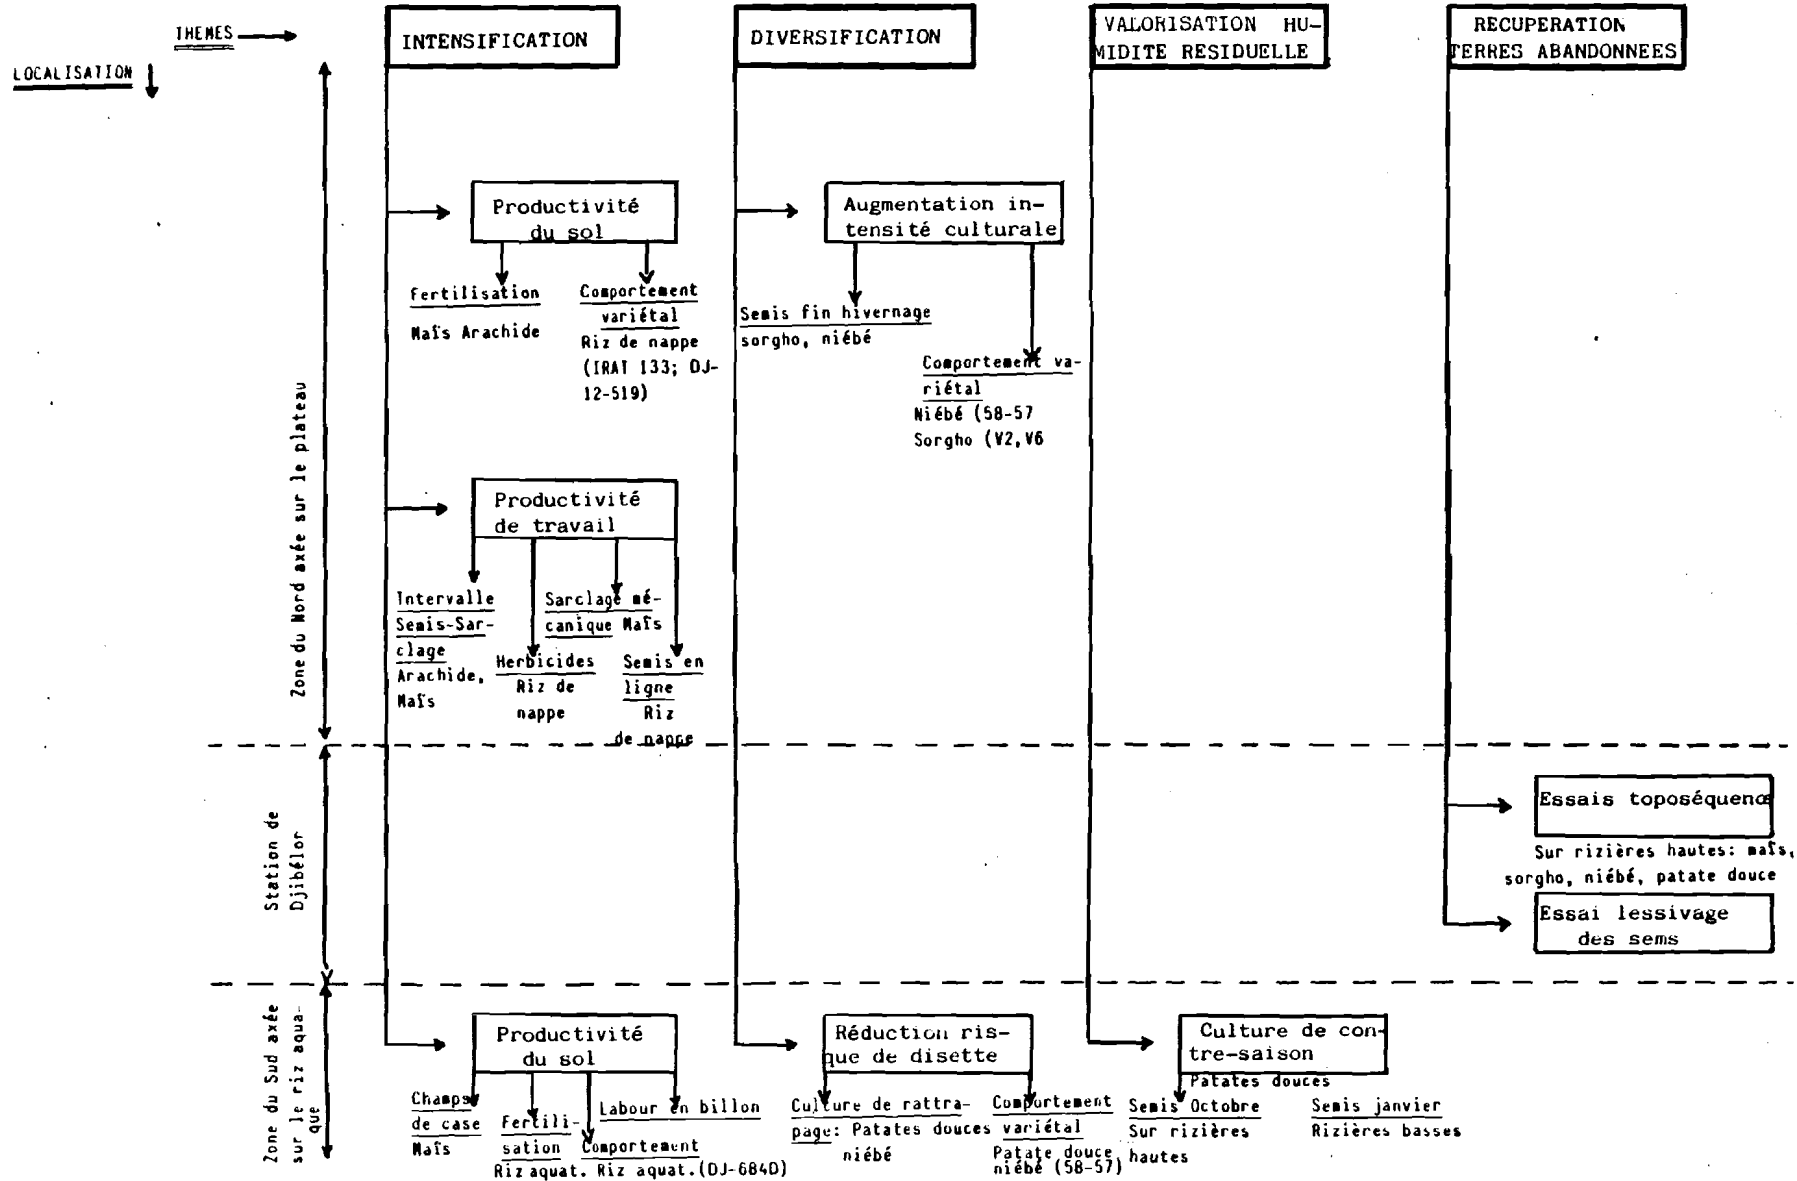 THEMES
LOCALISATION
INTENSIFICATION
DIVERSIFICATION
VALORISATION HU-
MIDITE RESIDUELLE
RECUPERATION
TERRES ABANDONNEES
Zone du Nord axée sur le plateau
Productivité
du sol
Fertilisation
Maïs Arachide
Comportement
variétal
Riz de nappe
(IRAT 133; DJ-
12-519)
Augmentation in-
tensité culturale
Semis fin hivernage
sorgho, niébé
Comportement va-
riétal
Niébé (58-57
Sorgho (V2,V6
Productivité
de travail
Intervalle
Semis-Sar-
clage
Arachide,
Maïs
Herbicides
Riz de
nappe
Sarclage mé-
canique Maïs
Semis en
ligne
Riz
de nappe
Station de
Djibélor
Essais toposéquence
Sur rizières hautes: maïs,
sorgho, niébé, patate douce
Essai lessivage
des sems
Zone du Sud axée
sur le riz aqua-
que
Productivité
du sol
Champs
de case
Maïs
Fertili-
sation
Riz aquat.
Comportement
Riz aquat.(DJ-684D)
Labour en billon
Réduction ris-
que de disette
Culture de rattra-
page: Patates douces
niébé
Comportement
variétal
Patate douce
niébé (58-57)
Culture de con-
tre-saison
Patates douces
Semis Octobre
Sur rizières
hautes
Semis janvier
Rizières basses